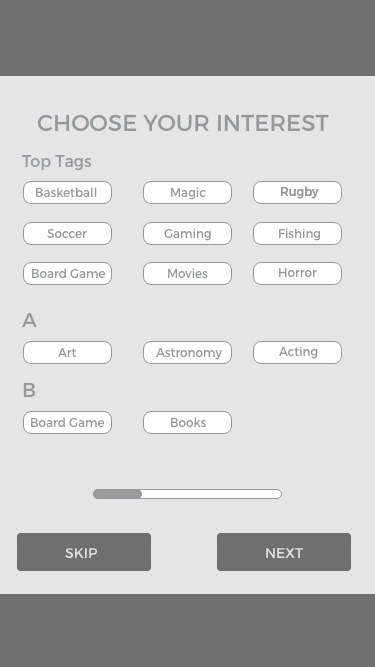 CHOOSE YOUR INTEREST
Top Tags
Basketball Magic Rugby
Soccer Gaming Fishing
Board Game Movies Horror
A
Art Astronomy Acting
B
Board Game Books
SKIP NEXT